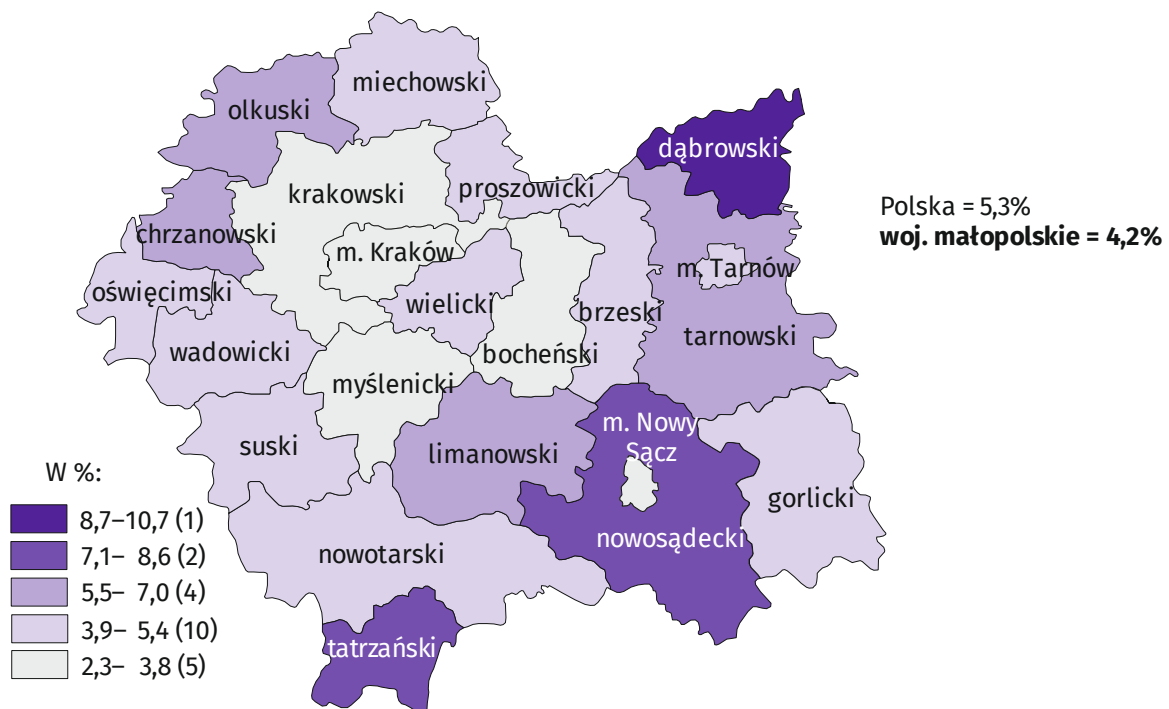 miechowski
olkuski
dąbrowski
krakowski
proszowicki
Polska = 5,3%
woj. małopolskie = 4,2%
chrzanowski
m. Kraków
m. Tarnów
oświęcimski
wielicki
brzeski
tarnowski
wadowicki
bocheński
myślenicki
m. Nowy
Sącz
suski
limanowski
gorlicki
nowosądecki
nowotarski
tatrzański
W %:
8,7–10,7 (1)
7,1– 8,6 (2)
5,5– 7,0 (4)
3,9– 5,4 (10)
2,3– 3,8 (5)